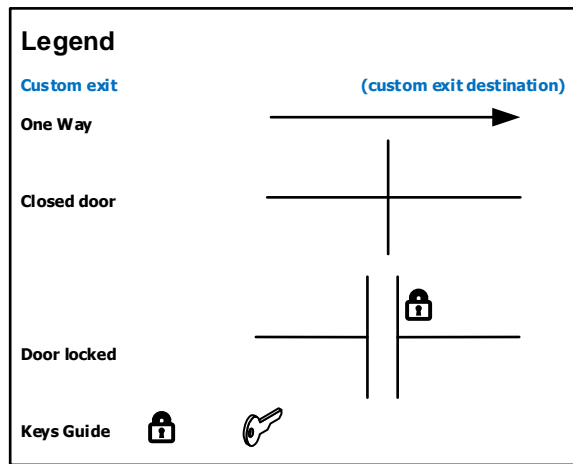 Legend
Custom exit (custom exit destination)
One Way
Closed door
Door locked
Keys Guide